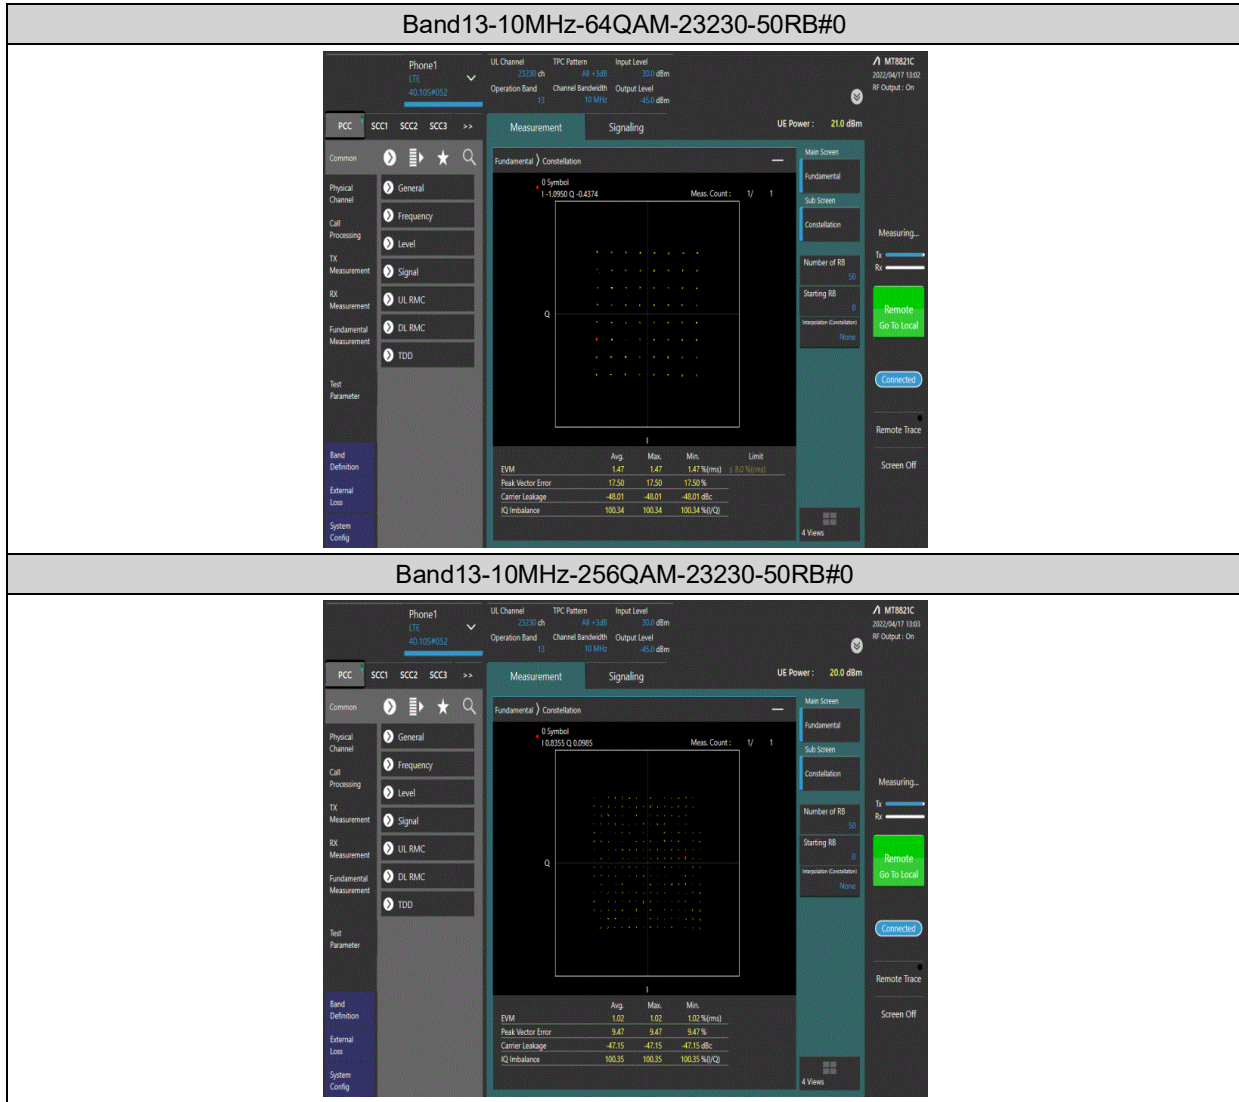 Band13-10MHz-64QAM-23230-50RB#0
Phone1
LTE
40.10S#052
UL Channel TPC Pattern Input Level
23230 ch All +3dB 30.0 dBm
Operation Band Channel Bandwidth Output Level
13 10 MHz -45.0 dBm
MT8821C
2022/04/17 13:02
RF Output : On
PCC SCC1 SCC2 SCC3 >>
Measurement Signaling
UE Power : 21.0 dBm
Common
Physical Channel
Call Processing
TX Measurement
RX Measurement
Fundamental Measurement
Test Parameter
Band Definition
External Loss
System Config
General
Frequency
Level
Signal
UL RMC
DL RMC
TDD
Fundamental Constellation
0 Symbol
I -1.0950 Q -0.4374 Meas. Count : 1/ 1
Q
I
Avg. Max. Min. Limit
EVM 1.47 1.47 1.47 %(rms) ≤ 8.0 %(rms)
Peak Vector Error 17.50 17.50 17.50 %
Carrier Leakage -48.01 -48.01 -48.01 dBc
IQ Imbalance 100.34 100.34 100.34 %(I/Q)
Main Screen
Fundamental
Sub Screen
Constellation
Number of RB
50
Starting RB
0
Interpolation (Constellation)
None
4 Views
Measuring...
Tx
Rx
Remote
Go To Local
Connected
Remote Trace
Screen Off
Band13-10MHz-256QAM-23230-50RB#0
Phone1
LTE
40.10S#052
UL Channel TPC Pattern Input Level
23230 ch All +3dB 30.0 dBm
Operation Band Channel Bandwidth Output Level
13 10 MHz -45.0 dBm
MT8821C
2022/04/17 13:03
RF Output : On
PCC SCC1 SCC2 SCC3 >>
Measurement Signaling
UE Power : 20.0 dBm
Common
Physical Channel
Call Processing
TX Measurement
RX Measurement
Fundamental Measurement
Test Parameter
Band Definition
External Loss
System Config
General
Frequency
Level
Signal
UL RMC
DL RMC
TDD
Fundamental Constellation
0 Symbol
I 0.8355 Q 0.0985 Meas. Count : 1/ 1
Q
I
Avg. Max. Min.
EVM 1.02 1.02 1.02 %(rms)
Peak Vector Error 9.47 9.47 9.47 %
Carrier Leakage -47.15 -47.15 -47.15 dBc
IQ Imbalance 100.35 100.35 100.35 %(I/Q)
Main Screen
Fundamental
Sub Screen
Constellation
Number of RB
50
Starting RB
0
Interpolation (Constellation)
None
4 Views
Measuring...
Tx
Rx
Remote
Go To Local
Connected
Remote Trace
Screen Off